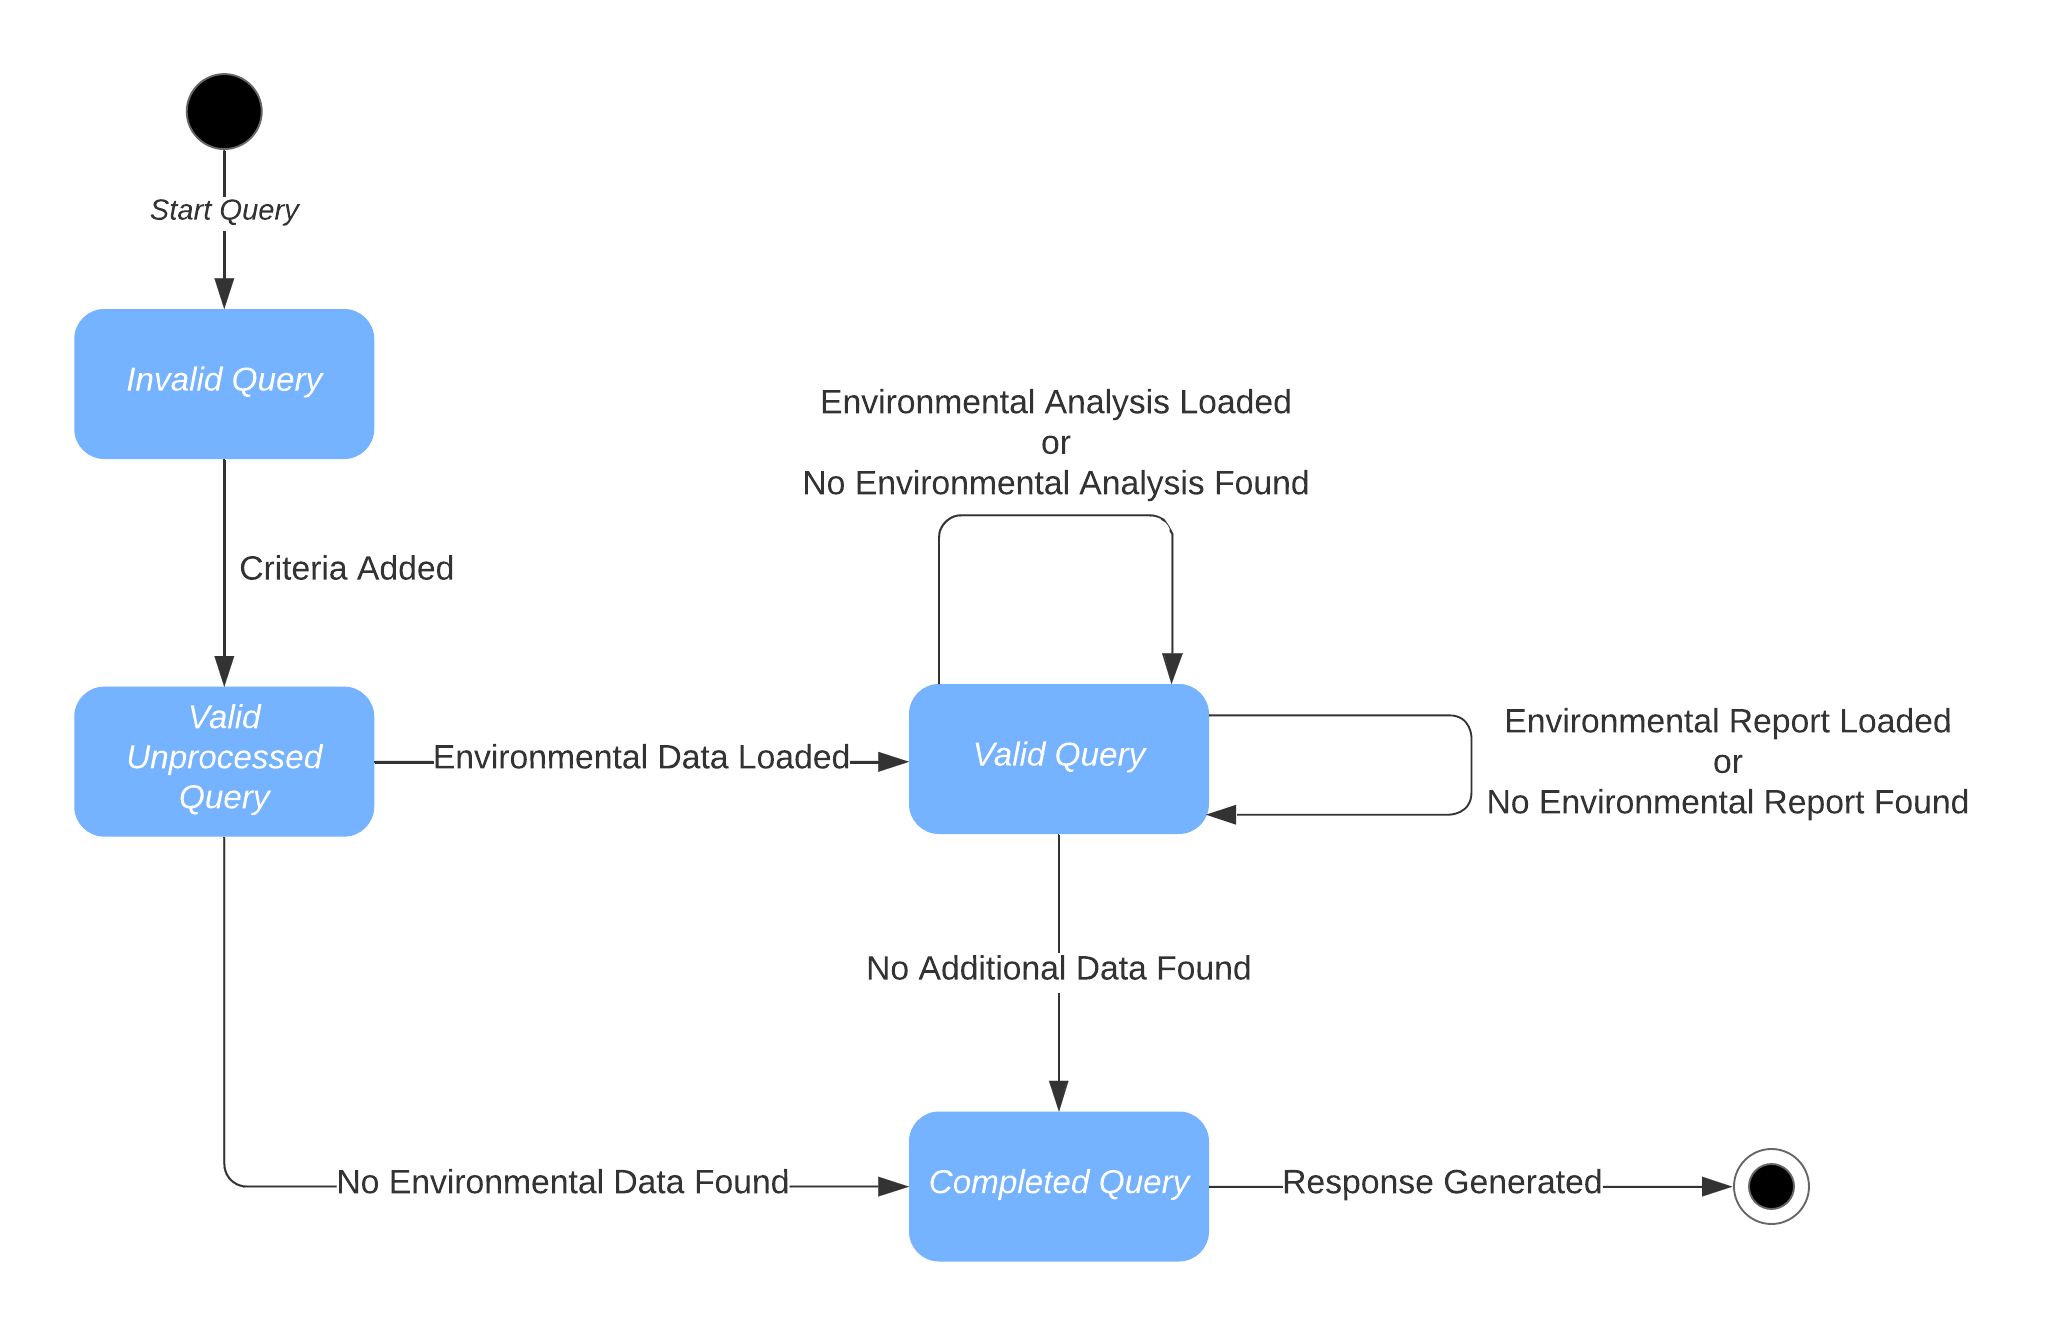 Start Query
Invalid Query
Criteria Added
Environmental Analysis Loaded
or
No Environmental Analysis Found
Valid
Unprocessed
Query
Environmental Data Loaded
Valid Query
Environmental Report Loaded
or
No Environmental Report Found
No Additional Data Found
No Environmental Data Found
Completed Query
Response Generated